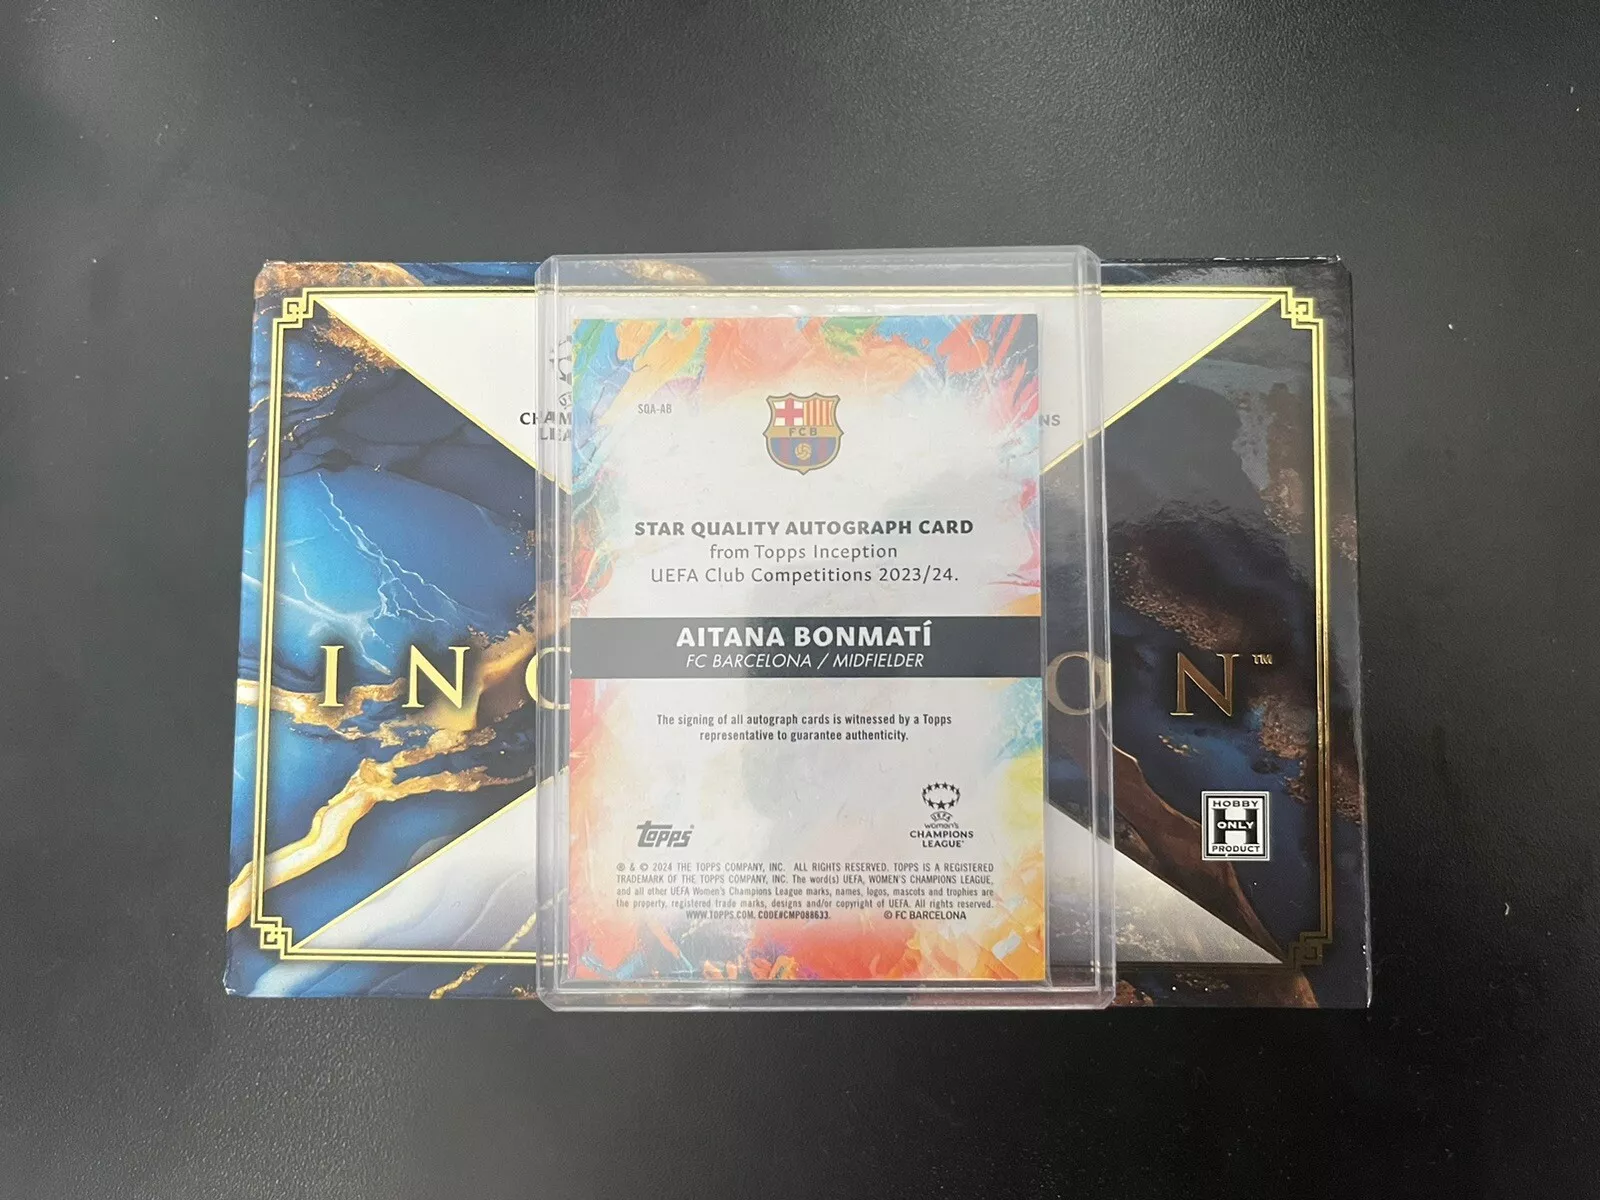 SQA-AB
FCB
STAR QUALITY AUTOGRAPH CARD
from Topps Inception
UEFA Club Competitions 2023/24.
AITANA BONMATÍ
FC BARCELONA / MIDFIELDER
The signing of all autograph cards is witnessed by a Topps
representative to guarantee authenticity.
topps®
UEFA
women's
CHAMPIONS
LEAGUE®
® & © 2024 THE TOPPS COMPANY, INC. ALL RIGHTS RESERVED. TOPPS IS A REGISTERED
TRADEMARK OF THE TOPPS COMPANY, INC. The word(s) UEFA, WOMEN'S CHAMPIONS LEAGUE,
and all other UEFA Women's Champions League marks, names, logos, mascots and trophies are
the property, registered trade marks, designs and/or copyright of UEFA. All rights reserved.
WWW.TOPPS.COM. CODE#CMP088633. © FC BARCELONA
CHAM
LEA
NS
INC
ON™
HOBBY
H
ONLY
PRODUCT